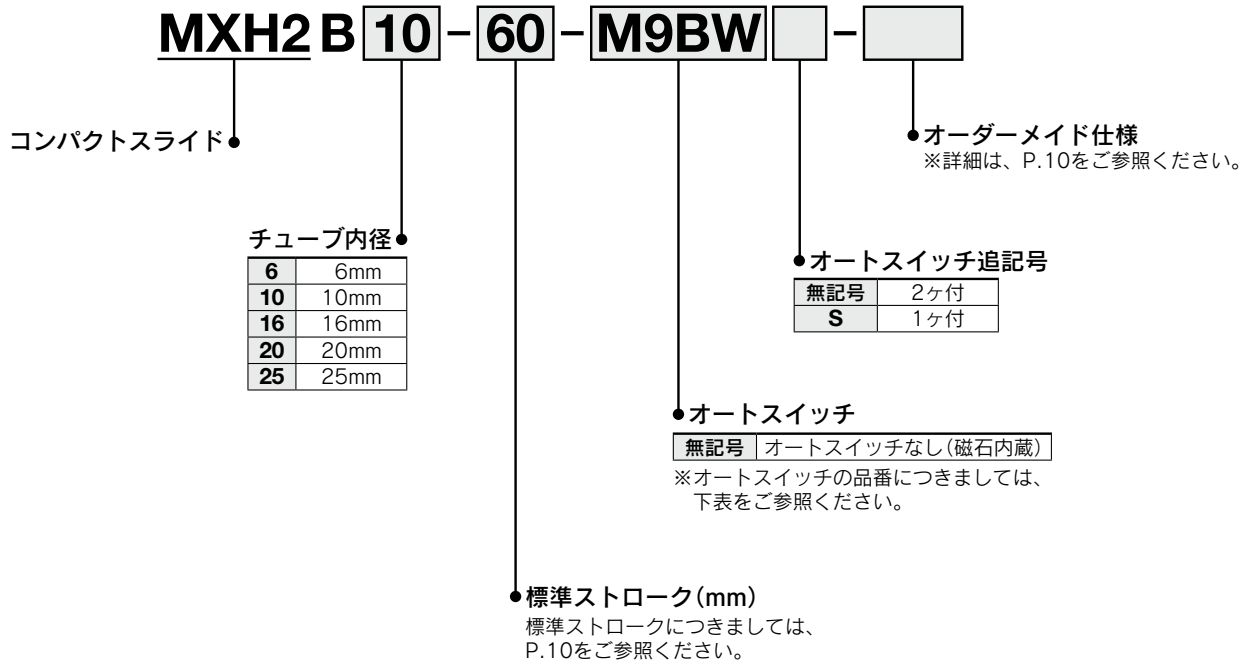 MXH2 B 10 - 60 - M9BW -
コンパクトスライド
オーダーメイド仕様
※詳細は、P.10をご参照ください。
チューブ内径
6 6mm
10 10mm
16 16mm
20 20mm
25 25mm
オートスイッチ追記号
無記号 2ヶ付
S 1ヶ付
オートスイッチ
無記号 オートスイッチなし(磁石内蔵)
※オートスイッチの品番につきましては、
下表をご参照ください。
標準ストローク(mm)
標準ストロークにつきましては、
P.10をご参照ください。